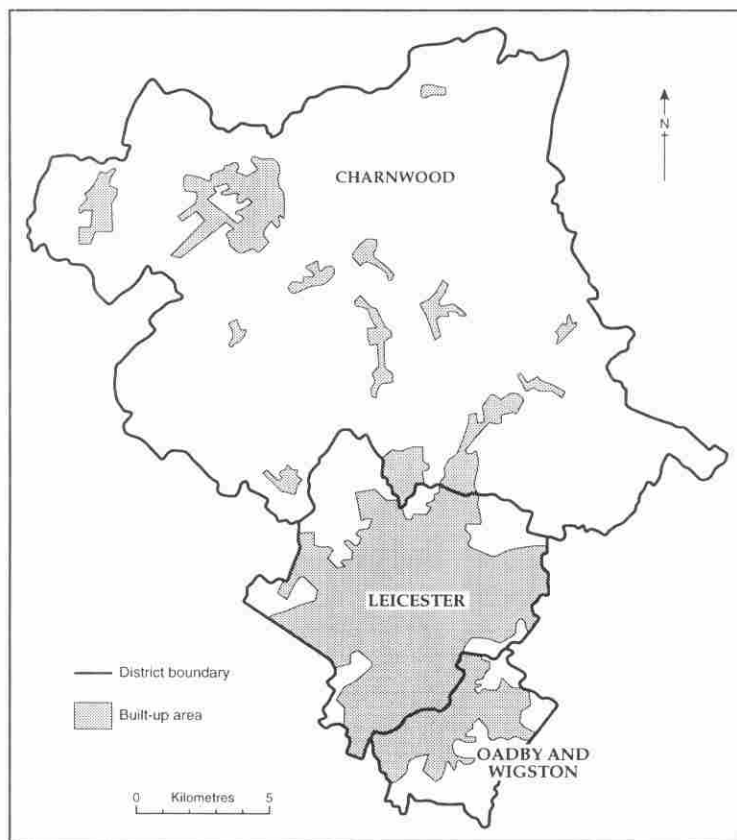 N
CHARNWOOD
LEICESTER
District boundary
Built-up area
OADBY AND
WIGSTON
0 Kilometres 5